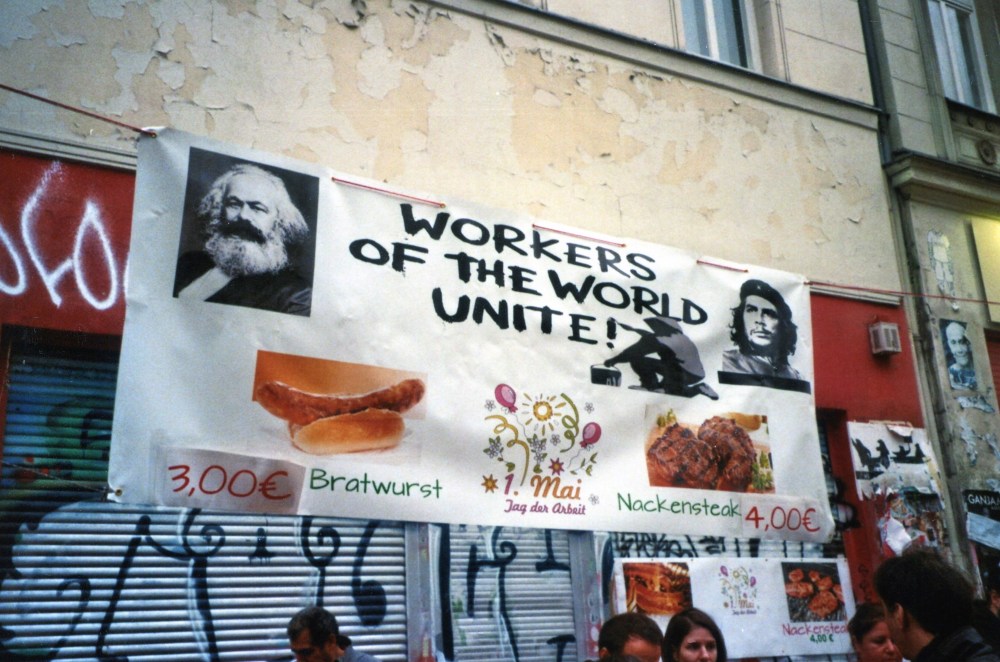 WORKERS
OF THE WORLD
UNITE!
3,00€
Bratwurst
1. Mai
Tag der Arbeit
Nackensteak
4,00€
GANJA
Nackensteak
4,00 €